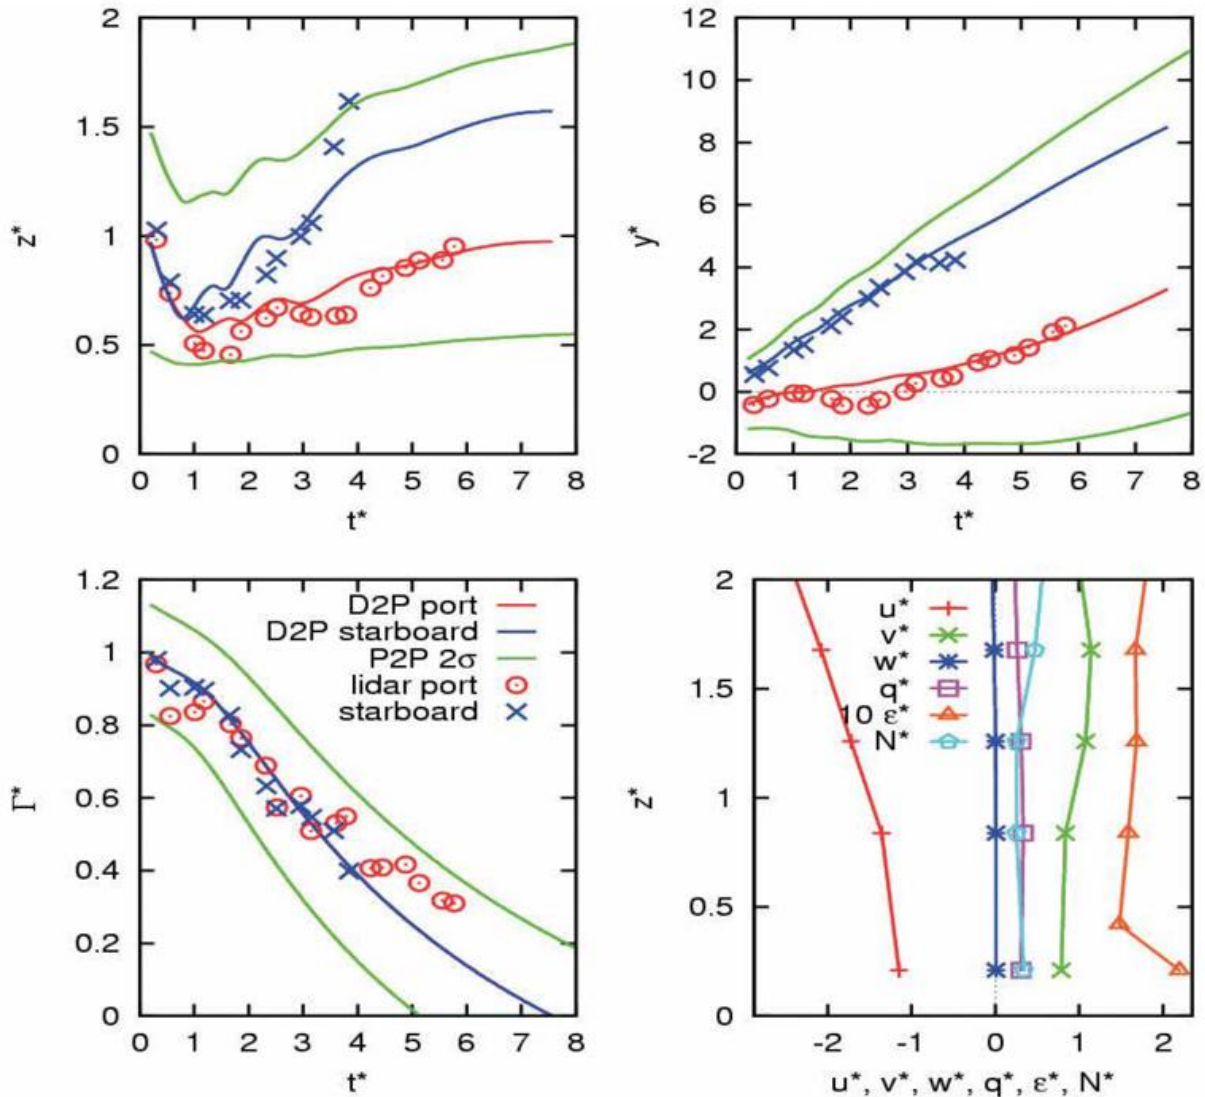 2
1.5
1
0.5
0
z*
0 1 2 3 4 5 6 7 8
t*
12
10
8
6
4
2
0
-2
y*
0 1 2 3 4 5 6 7 8
t*
1.2
1
0.8
0.6
0.4
0.2
0
Γ*
D2P port
D2P starboard
P2P 2σ
lidar port
starboard
0 1 2 3 4 5 6 7 8
t*
2
1.5
1
0.5
0
z*
u*
v*
w*
q*
10 ε*
N*
-2 -1 0 1 2
u*, v*, w*, q*, ε*, N*